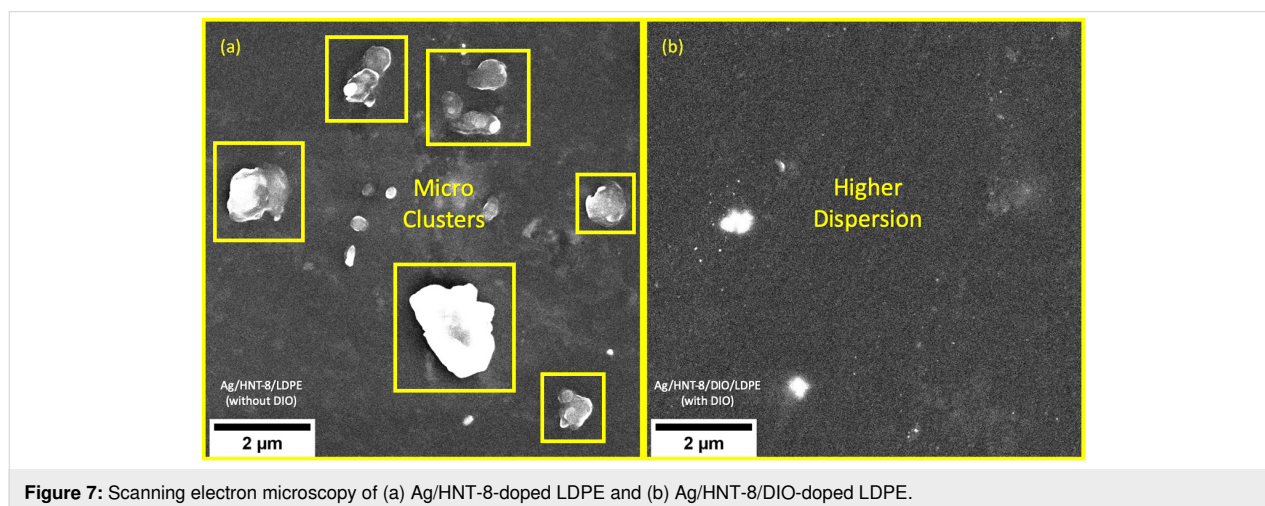 (a)
Micro
Clusters
Ag/HNT-8/LDPE
(without DIO)
2 µm
(b)
Higher
Dispersion
Ag/HNT-8/DIO/LDPE
(with DIO)
2 µm
Figure 7: Scanning electron microscopy of (a) Ag/HNT-8-doped LDPE and (b) Ag/HNT-8/DIO-doped LDPE.